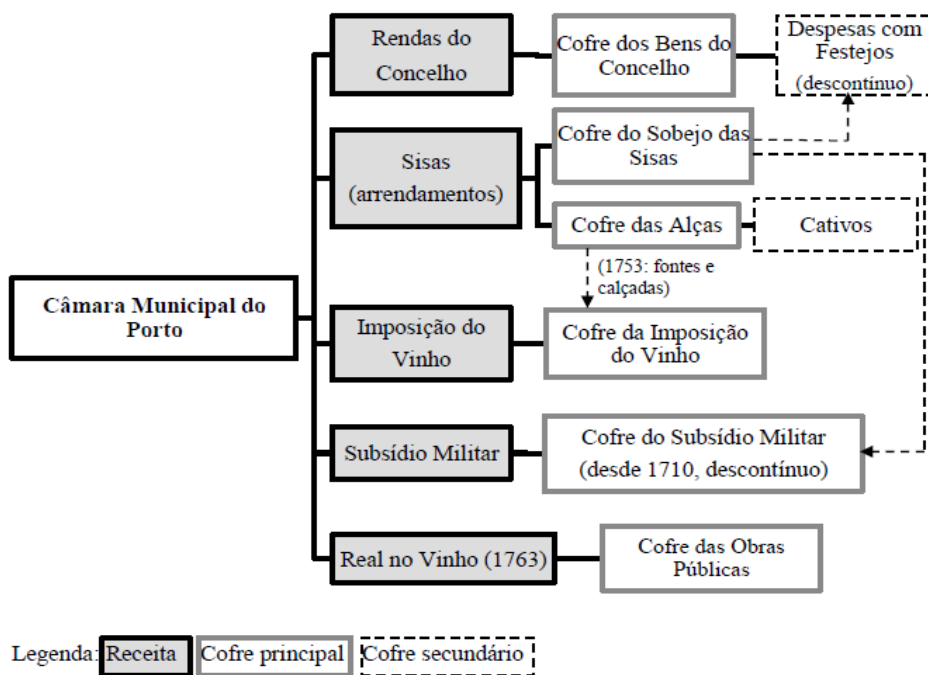 Câmara Municipal do
Porto
Rendas do
Concelho
Cofre dos Bens do
Concelho
Despesas com
Festejos
(descontínuo)
Sisas
(arrendamentos)
Cofre do Sobejo das
Sisas
Cofre das Alças
Cativos
(1753: fontes e
calçadas)
Imposição do
Vinho
Cofre da Imposição
do Vinho
Subsídio Militar
Cofre do Subsídio Militar
(desde 1710, descontínuo)
Real no Vinho (1763)
Cofre das Obras
Públicas
Legenda: Receita Cofre principal Cofre secundário